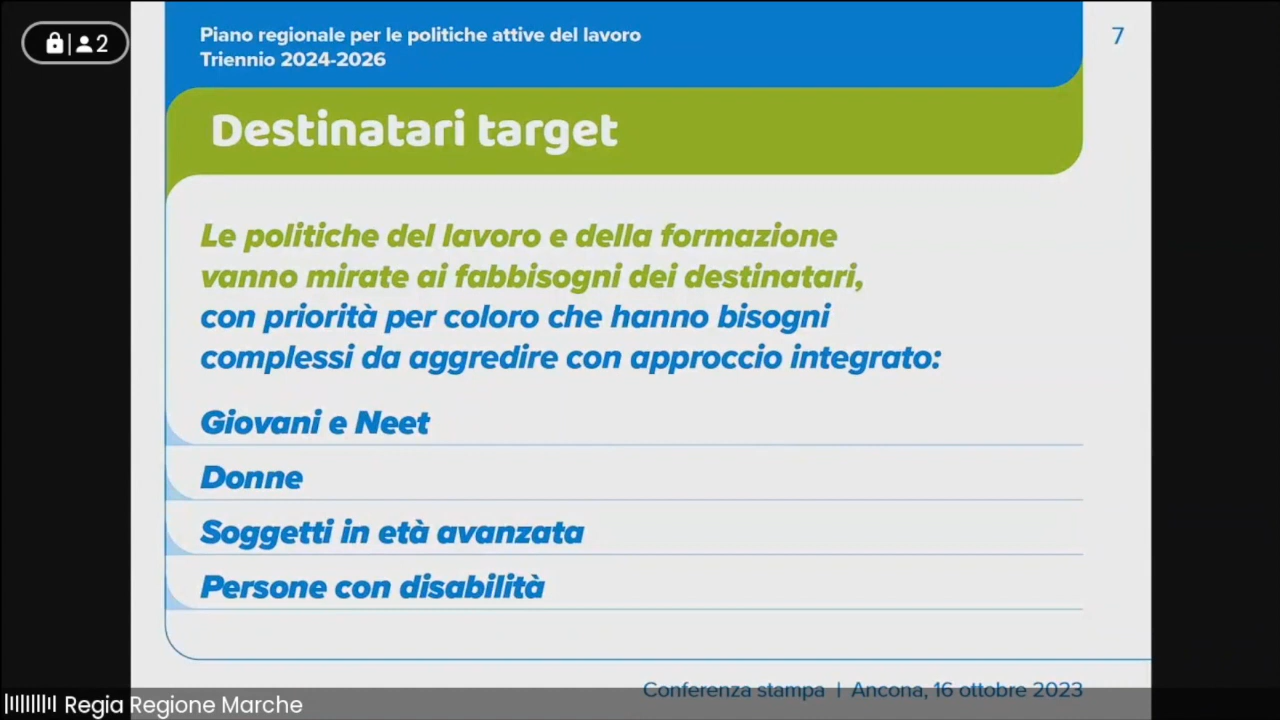 2
Piano regionale per le politiche attive del lavoro
Triennio 2024-2026
7
Destinatari target
Le politiche del lavoro e della formazione
vanno mirate ai fabbisogni dei destinatari,
con priorità per coloro che hanno bisogni
complessi da aggredire con approccio integrato:
Giovani e Neet
Donne
Soggetti in età avanzata
Persone con disabilità
Conferenza stampa | Ancona, 16 ottobre 2023
Regia Regione Marche